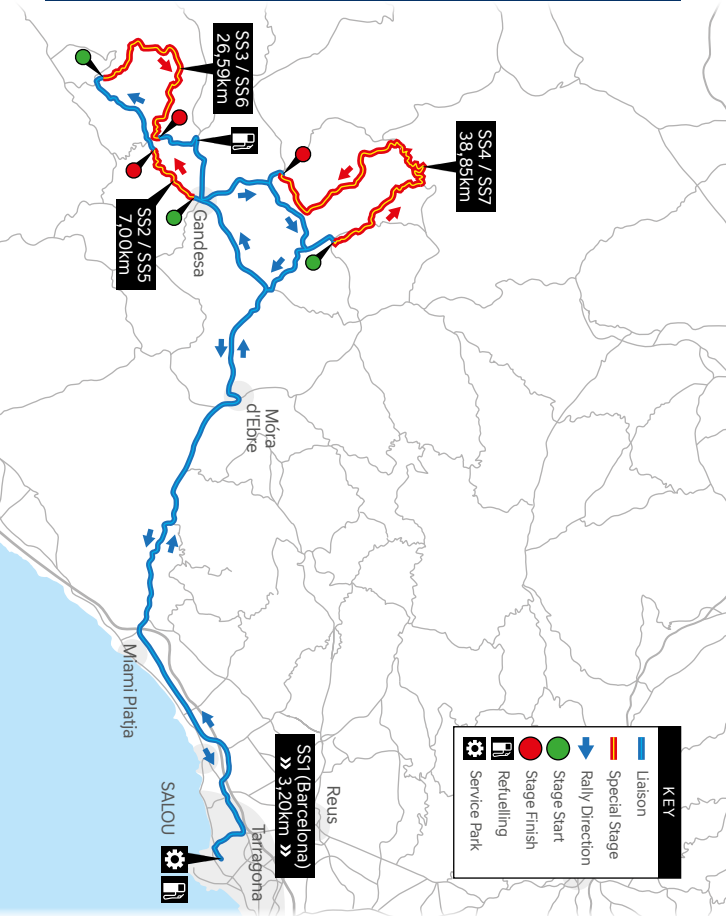 SS3 / SS6
26,59km
SS4 / SS7
38,85km
SS2 / SS5
7,00km
Gandesa
Móra
d'Ebre
Miami Platja
SS1 (Barcelona)
» 3,20km »
Reus
Tarragona
SALOU
KEY
Liaison
Special Stage
Rally Direction
Stage Start
Stage Finish
Refuelling
Service Park